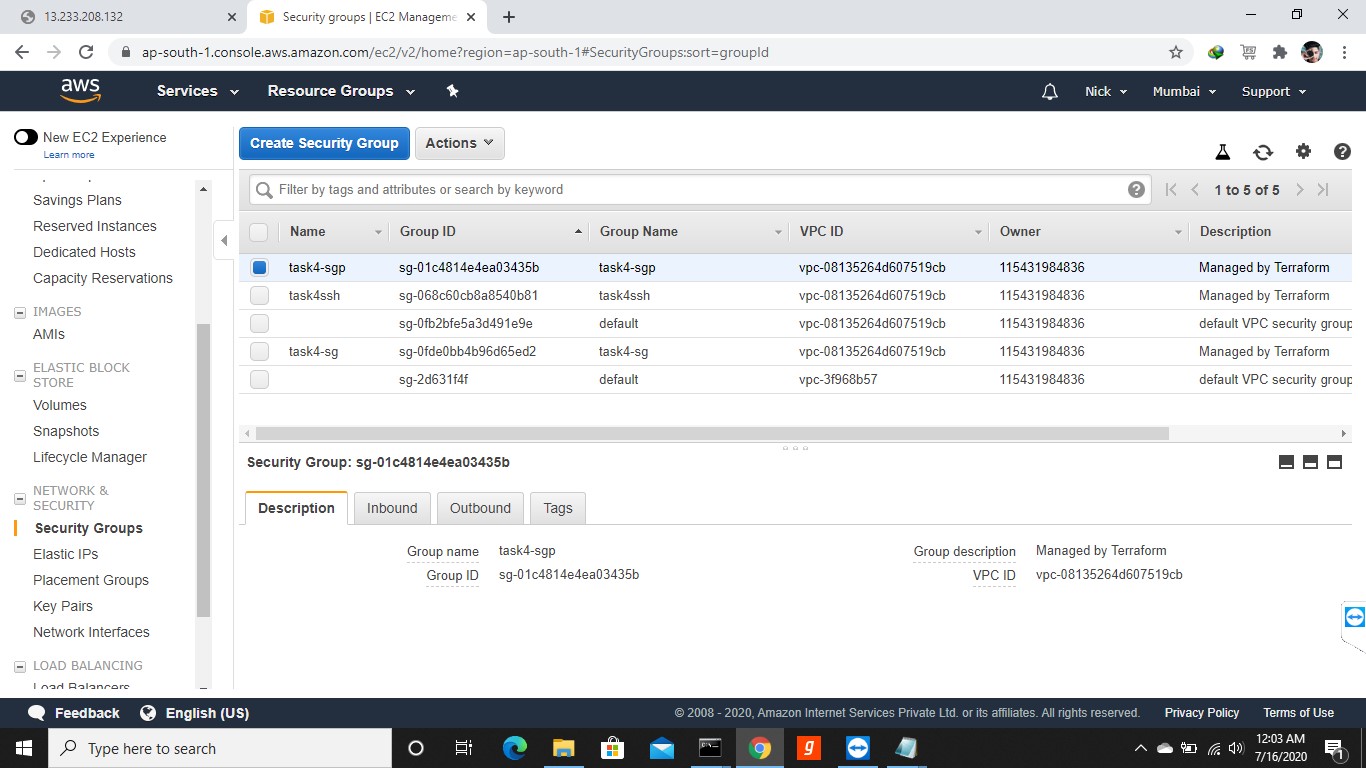 13.233.208.132
Security groups | EC2 Manageme
ap-south-1.console.aws.amazon.com/ec2/v2/home?region=ap-south-1#SecurityGroups:sort=groupId
aws Services Resource Groups Nick Mumbai Support
New EC2 Experience
Learn more
Savings Plans
Reserved Instances
Dedicated Hosts
Capacity Reservations
IMAGES
AMIs
ELASTIC BLOCK
STORE
Volumes
Snapshots
Lifecycle Manager
NETWORK &
SECURITY
Security Groups
Elastic IPs
Placement Groups
Key Pairs
Network Interfaces
LOAD BALANCING
Load Balancers
Create Security Group Actions
Filter by tags and attributes or search by keyword
1 to 5 of 5
Name Group ID Group Name VPC ID Owner Description
task4-sgp sg-01c4814e4ea03435b task4-sgp vpc-08135264d607519cb 115431984836 Managed by Terraform
task4ssh sg-068c60cb8a8540b81 task4ssh vpc-08135264d607519cb 115431984836 Managed by Terraform
sg-0fb2bfe5a3d491e9e default vpc-08135264d607519cb 115431984836 default VPC security group
task4-sg sg-0fde0bb4b96d65ed2 task4-sg vpc-08135264d607519cb 115431984836 Managed by Terraform
sg-2d631f4f default vpc-3f968b57 115431984836 default VPC security group
Security Group: sg-01c4814e4ea03435b
Description Inbound Outbound Tags
Group name task4-sgp Group description Managed by Terraform
Group ID sg-01c4814e4ea03435b VPC ID vpc-08135264d607519cb
Feedback English (US) © 2008 - 2020, Amazon Internet Services Private Ltd. or its affiliates. All rights reserved. Privacy Policy Terms of Use
Type here to search
12:03 AM
7/16/2020
1